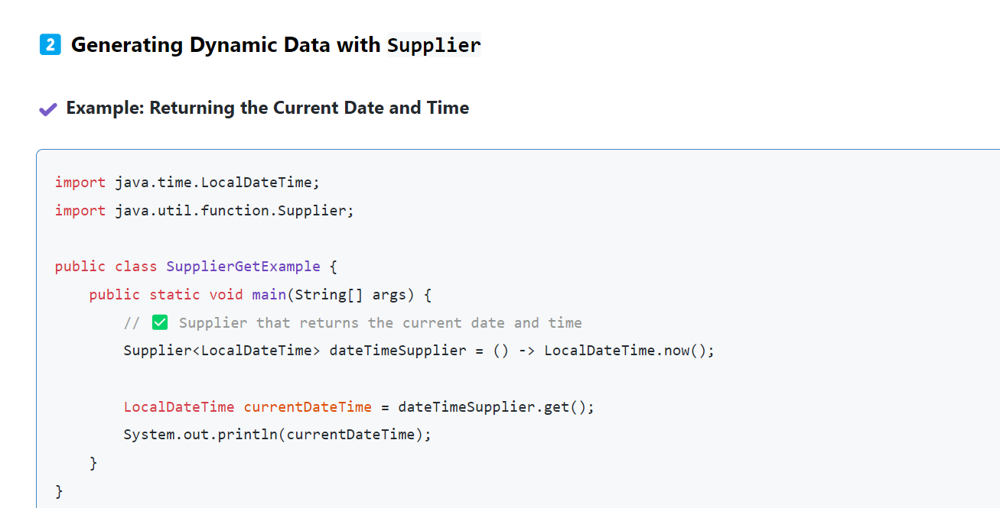 2️⃣ Generating Dynamic Data with Supplier
✔ Example: Returning the Current Date and Time
import java.time.LocalDateTime;
import java.util.function.Supplier;
public class SupplierGetExample {
    public static void main(String[] args) {
        // ✅ Supplier that returns the current date and time
        Supplier<LocalDateTime> dateTimeSupplier = () -> LocalDateTime.now();
        LocalDateTime currentDateTime = dateTimeSupplier.get();
        System.out.println(currentDateTime);
    }
}